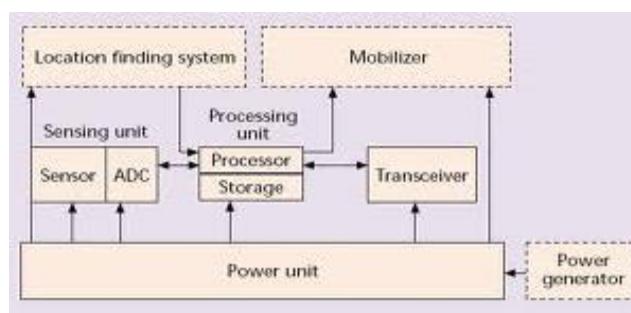 Location finding system
Mobilizer
Sensing unit
Processing
unit
Sensor
ADC
Processor
Storage
Transceiver
Power unit
Power
generator